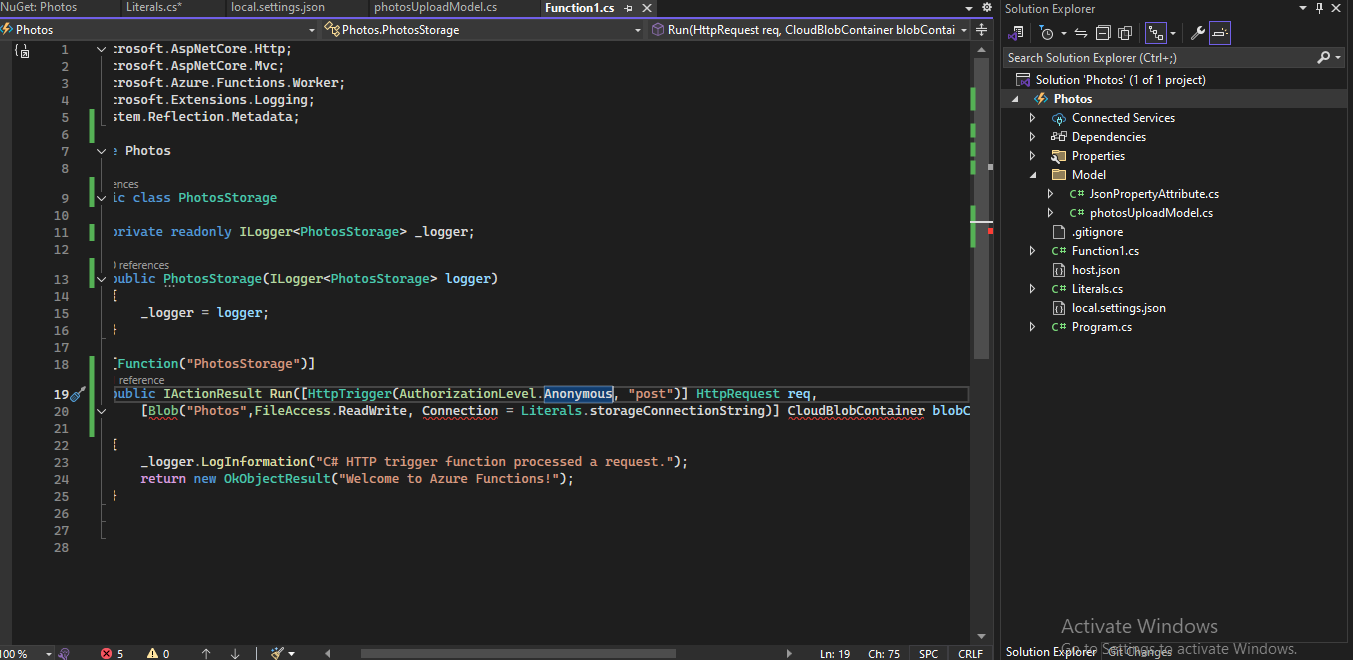 NuGet: Photos Literals.cs* local.settings.json photosUploadModel.cs Function1.cs
Photos Photos.PhotosStorage Run(HttpRequest req, CloudBlobContainer blobContai
1 crosoft.AspNetCore.Http;
2 crosoft.AspNetCore.Mvc;
3 crosoft.Azure.Functions.Worker;
4 crosoft.Extensions.Logging;
5 stem.Reflection.Metadata;
6
7 e Photos
8
ences
9 ic class PhotosStorage
10
11 private readonly ILogger<PhotosStorage> _logger;
12
0 references
13 public PhotosStorage(ILogger<PhotosStorage> logger)
14 {
15 _logger = logger;
16 }
17
18 [Function("PhotosStorage")]
reference
19 public IActionResult Run([HttpTrigger(AuthorizationLevel.Anonymous, "post")] HttpRequest req,
20 [Blob("Photos",FileAccess.ReadWrite, Connection = Literals.storageConnectionString)] CloudBlobContainer blobC
21
22 {
23 _logger.LogInformation("C# HTTP trigger function processed a request.");
24 return new OkObjectResult("Welcome to Azure Functions!");
25 }
26
27
28
100 % 5 0 Ln: 19 Ch: 75 SPC CRLF
Solution Explorer
Search Solution Explorer (Ctrl+;)
Solution 'Photos' (1 of 1 project)
Photos
Connected Services
Dependencies
Properties
Model
C# JsonPropertyAttribute.cs
C# photosUploadModel.cs
.gitignore
C# Function1.cs
host.json
C# Literals.cs
local.settings.json
C# Program.cs
Activate Windows
Go to Settings to activate Windows.
Solution Explorer Git Changes